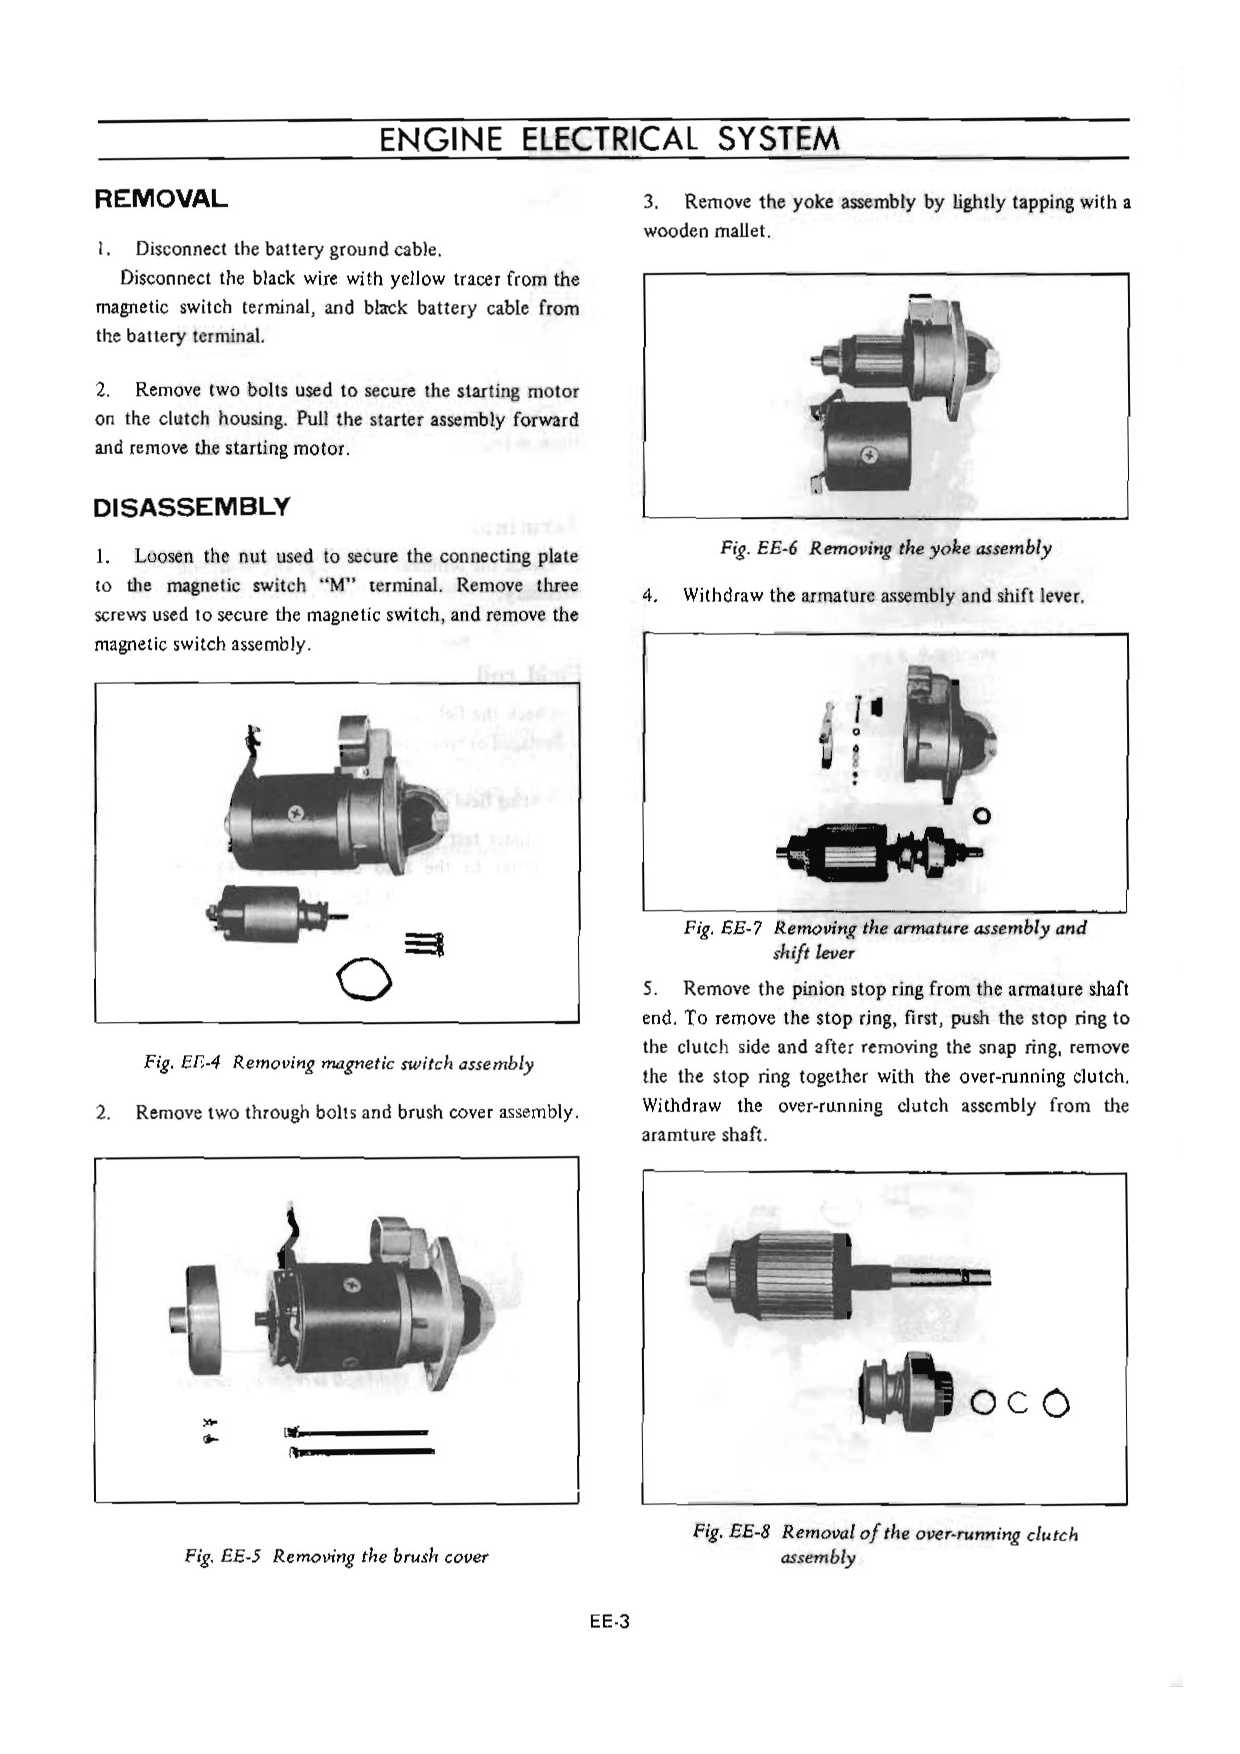 ENGINE ELECTRICAL SYSTEM
REMOVAL
1. Disconnect the battery ground cable.
Disconnect the black wire with yellow tracer from the
magnetic switch terminal, and black battery cable from
the battery terminal.
2. Remove two bolts used to secure the starting motor
on the clutch housing. Pull the starter assembly forward
and remove the starting motor.
DISASSEMBLY
1. Loosen the nut used to secure the connecting plate
to the magnetic switch “M” terminal. Remove three
screws used to secure the magnetic switch, and remove the
magnetic switch assembly.
Fig. EE-4 Removing magnetic switch assembly
2. Remove two through bolts and brush cover assembly.
Fig. EE-5 Removing the brush cover
3. Remove the yoke assembly by lightly tapping with a
wooden mallet.
Fig. EE-6 Removing the yoke assembly
4. Withdraw the armature assembly and shift lever.
Fig. EE-7 Removing the armature assembly and
shift lever
5. Remove the pinion stop ring from the armature shaft
end. To remove the stop ring, first, push the stop ring to
the clutch side and after removing the snap ring, remove
the the stop ring together with the over-running clutch.
Withdraw the over-running clutch assembly from the
aramture shaft.
Fig. EE-8 Removal of the over-running clutch
assembly
EE-3